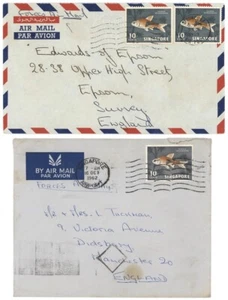 AIR MAIL
PAR AVION
10 SINGAPORE
10 SINGAPORE
Edwards of Epsom
28-38 Upper High Street,
Epsom,
Surrey
England
BY AIR MAIL
PAR AVION
1962
10
SINGAPORE
Mr & Mrs. L.
9, Victoria Avenue
Didsbury
Manchester 20
ENGLAND